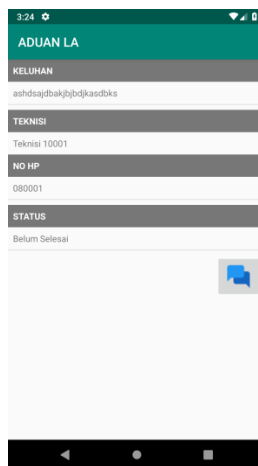 3:24
ADUAN LA
KELUHAN
ashdsajdbakjbjbdjkasdbks
TEKNISI
Teknisi 10001
NO HP
080001
STATUS
Belum Selesai